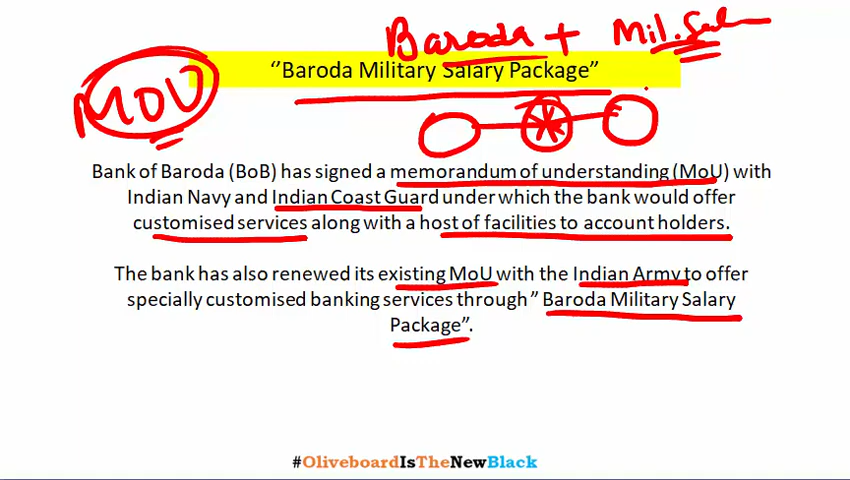 Baroda + Mil. Sal
"Baroda Military Salary Package"
MOU
Bank of Baroda (BoB) has signed a memorandum of understanding (MoU) with
Indian Navy and Indian Coast Guard under which the bank would offer
customised services along with a host of facilities to account holders.
The bank has also renewed its existing MoU with the Indian Army to offer
specially customised banking services through" Baroda Military Salary
Package".
#OliveboardIsTheNewBlack